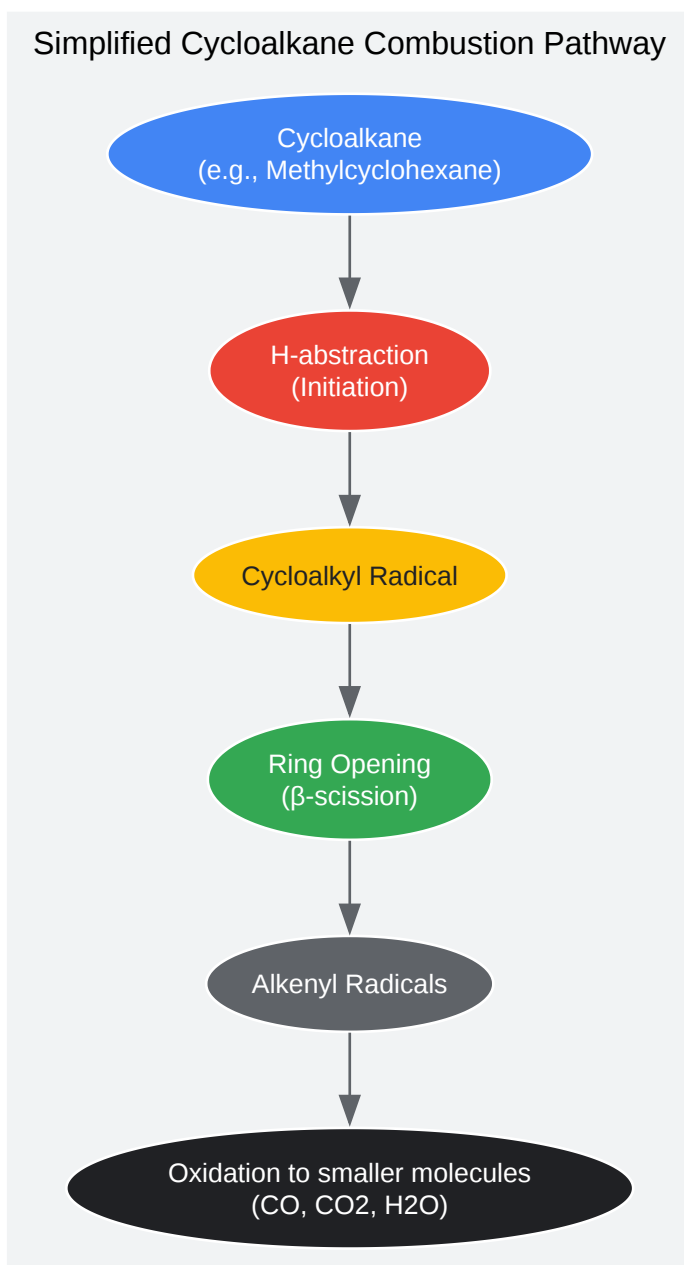 Simplified Cycloalkane Combustion Pathway
Cycloalkane
(e.g., Methylcyclohexane)
H-abstraction
(Initiation)
Cycloalkyl Radical
Ring Opening
(β-scission)
Alkenyl Radicals
Oxidation to smaller molecules
(CO, CO2, H2O)